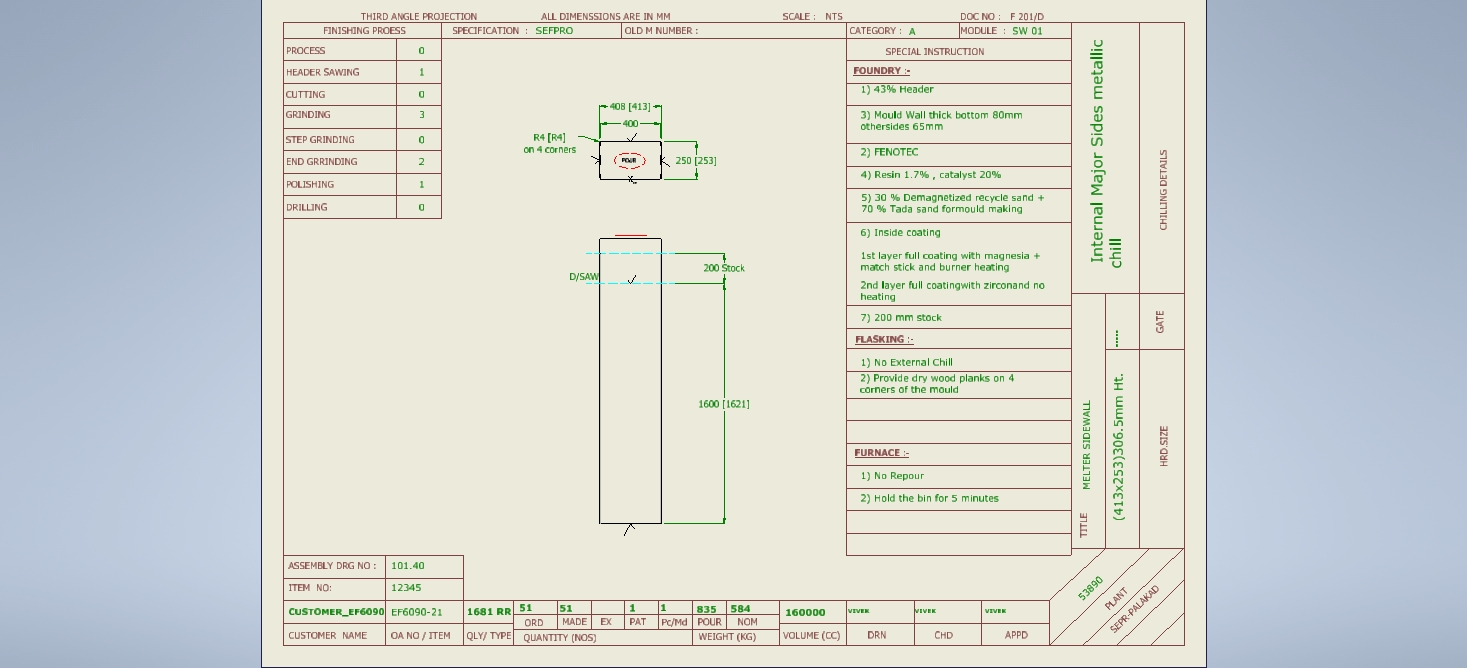 THIRD ANGLE PROJECTION
ALL DIMENSSIONS ARE IN MM
SCALE : NTS
DOC NO : F 201/D
FINISHING PROESS
SPECIFICATION : SEFPRO
OLD M NUMBER :
CATEGORY : A
MODULE : SW 01
PROCESS 0
HEADER SAWING 1
CUTTING 0
GRINDING 3
STEP GRINDING 0
END GRRINDING 2
POLISHING 1
DRILLING 0
408 [413]
400
R4 [R4]
on 4 corners
POUR
250 [253]
200 Stock
D/SAW
1600 [1621]
SPECIAL INSTRUCTION
FOUNDRY :-
1) 43% Header
3) Mould Wall thick bottom 80mm
othersides 65mm
2) FENOTEC
4) Resin 1.7% , catalyst 20%
5) 30 % Demagnetized recycle sand +
70 % Tada sand formould making
6) Inside coating
1st layer full coating with magnesia +
match stick and burner heating
2nd layer full coatingwith zirconand no
heating
7) 200 mm stock
FLASKING :-
1) No External Chill
2) Provide dry wood planks on 4
corners of the mould
FURNACE :-
1) No Repour
2) Hold the bin for 5 minutes
Internal Major Sides metallic
chill
CHILLING DETAILS
GATE
.....
(413x253)306.5mm Ht.
HRD.SIZE
TITLE MELTER SIDEWALL
53890
PLANT
SEPR-PALAKAD
ASSEMBLY DRG NO : 101.40
ITEM NO: 12345
CUSTOMER_EF6090 EF6090-21 1681 RR 51 51 1 1 835 584 160000 VIVEK VIVEK VIVEK
ORD MADE EX PAT Pc/Md POUR NOM
CUSTOMER NAME OA NO / ITEM QLY/ TYPE QUANTITY (NOS) WEIGHT (KG) VOLUME (CC) DRN CHD APPD